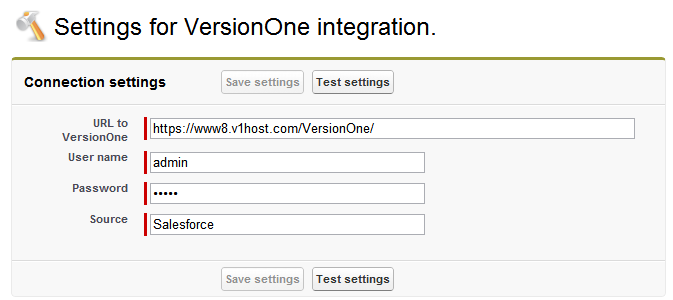 Settings for VersionOne integration.
Connection settings Save settings Test settings
URL to
VersionOne https://www8.v1host.com/VersionOne/
User name admin
Password •••••
Source Salesforce
Save settings Test settings